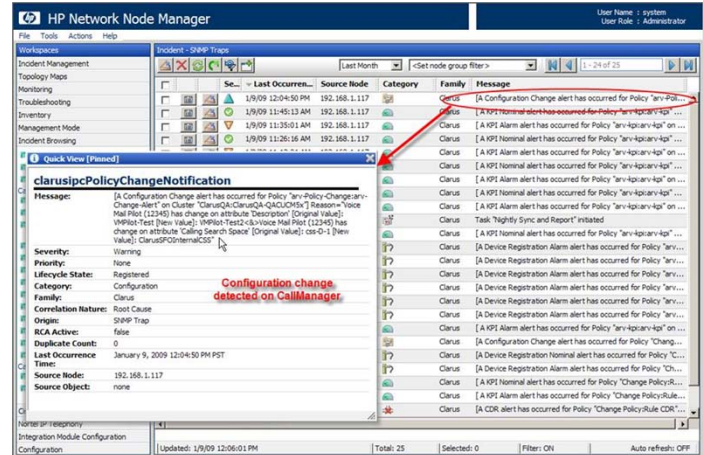 HP Network Node Manager
User Name : system
User Role : Administrator
File Tools Actions Help
Workspaces
Incident - SNMP Traps
Incident Management
Topology Maps
Monitoring
Troubleshooting
Inventory
Management Mode
Incident Browsing
Last Month
<Set node group filter>
1 - 24 of 25
Se... Last Occurren... Source Node Category Family Message
1/9/09 12:04:50 PM 192.168.1.117 Clarus [A Configuration Change alert has occurred for Policy "arv-Pol...
1/9/09 11:45:13 AM 192.168.1.117 Clarus [A KPI Nominal alert has occurred for Policy "arv-kpi:arv-kpi" ...
1/9/09 11:35:01 AM 192.168.1.117 Clarus [A KPI Alarm alert has occurred for Policy "arv-kpi:arv-kpi" on ...
1/9/09 11:26:16 AM 192.168.1.117 Clarus [A KPI Nominal alert has occurred for Policy "arv-kpi:arv-kpi" ...
Clarus [A KPI Alarm alert has occurred for Policy "arv-kpi:arv-kpi" on ...
Clarus [A KPI Nominal alert has occurred for Policy "arv-kpi:arv-kpi" ...
Clarus [A KPI Alarm alert has occurred for Policy "arv-kpi:arv-kpi" on ...
Clarus [A KPI Nominal alert has occurred for Policy "arv-kpi:arv-kpi" ...
Clarus Task "Nightly Sync and Report" initiated
Clarus [A Device Registration Alarm alert has occurred for Policy "arv...
Clarus [A Device Registration Alarm alert has occurred for Policy "arv...
Clarus [A Device Registration Alarm alert has occurred for Policy "arv...
Clarus [A Device Registration Alarm alert has occurred for Policy "arv...
Clarus [A KPI Alarm alert has occurred for Policy "arv-kpi:arv-kpi" on ...
Clarus [A Configuration Change alert has occurred for Policy "Chang...
Clarus [A Device Registration Nominal alert has occurred for Policy "C...
Clarus [A Device Registration Alarm alert has occurred for Policy "Ch...
Clarus [A KPI Nominal alert has occurred for Policy "Change Policy:R...
Clarus [A KPI Alarm alert has occurred for Policy "Change Policy:Rule...
Clarus [A CDR alert has occurred for Policy "Change Policy:Rule CDR"...
Quick View [Pinned]
clarusipcPolicyChangeNotification
Message: [A Configuration Change alert has occurred for Policy "arv-Policy-Change:arv-
Change-Alert" on Cluster "ClarusQA:ClarusQA-QACUCM5x"] Reason="Voice
Mail Pilot (12345) has change on attribute 'Description' [Original Value]:
VMPilot-Test [New Value]: VMPilot-Test2<&>Voice Mail Pilot (12345) has
change on attribute 'Calling Search Space' [Original Value]: css-D-1 [New
Value]: ClarusSFOInternalCSS"
Severity: Warning
Priority: None
Lifecycle State: Registered
Category: Configuration
Family: Clarus
Correlation Nature: Root Cause
Origin: SNMP Trap
RCA Active: false
Duplicate Count: 0
Last Occurrence Time: January 9, 2009 12:04:50 PM PST
Source Node: 192.168.1.117
Source Object: none
Configuration change
detected on CallManager
Nortel IP Telephony
Integration Module Configuration
Configuration
Updated: 1/9/09 12:06:01 PM Total: 25 Selected: 0 Filter: ON Auto refresh: OFF